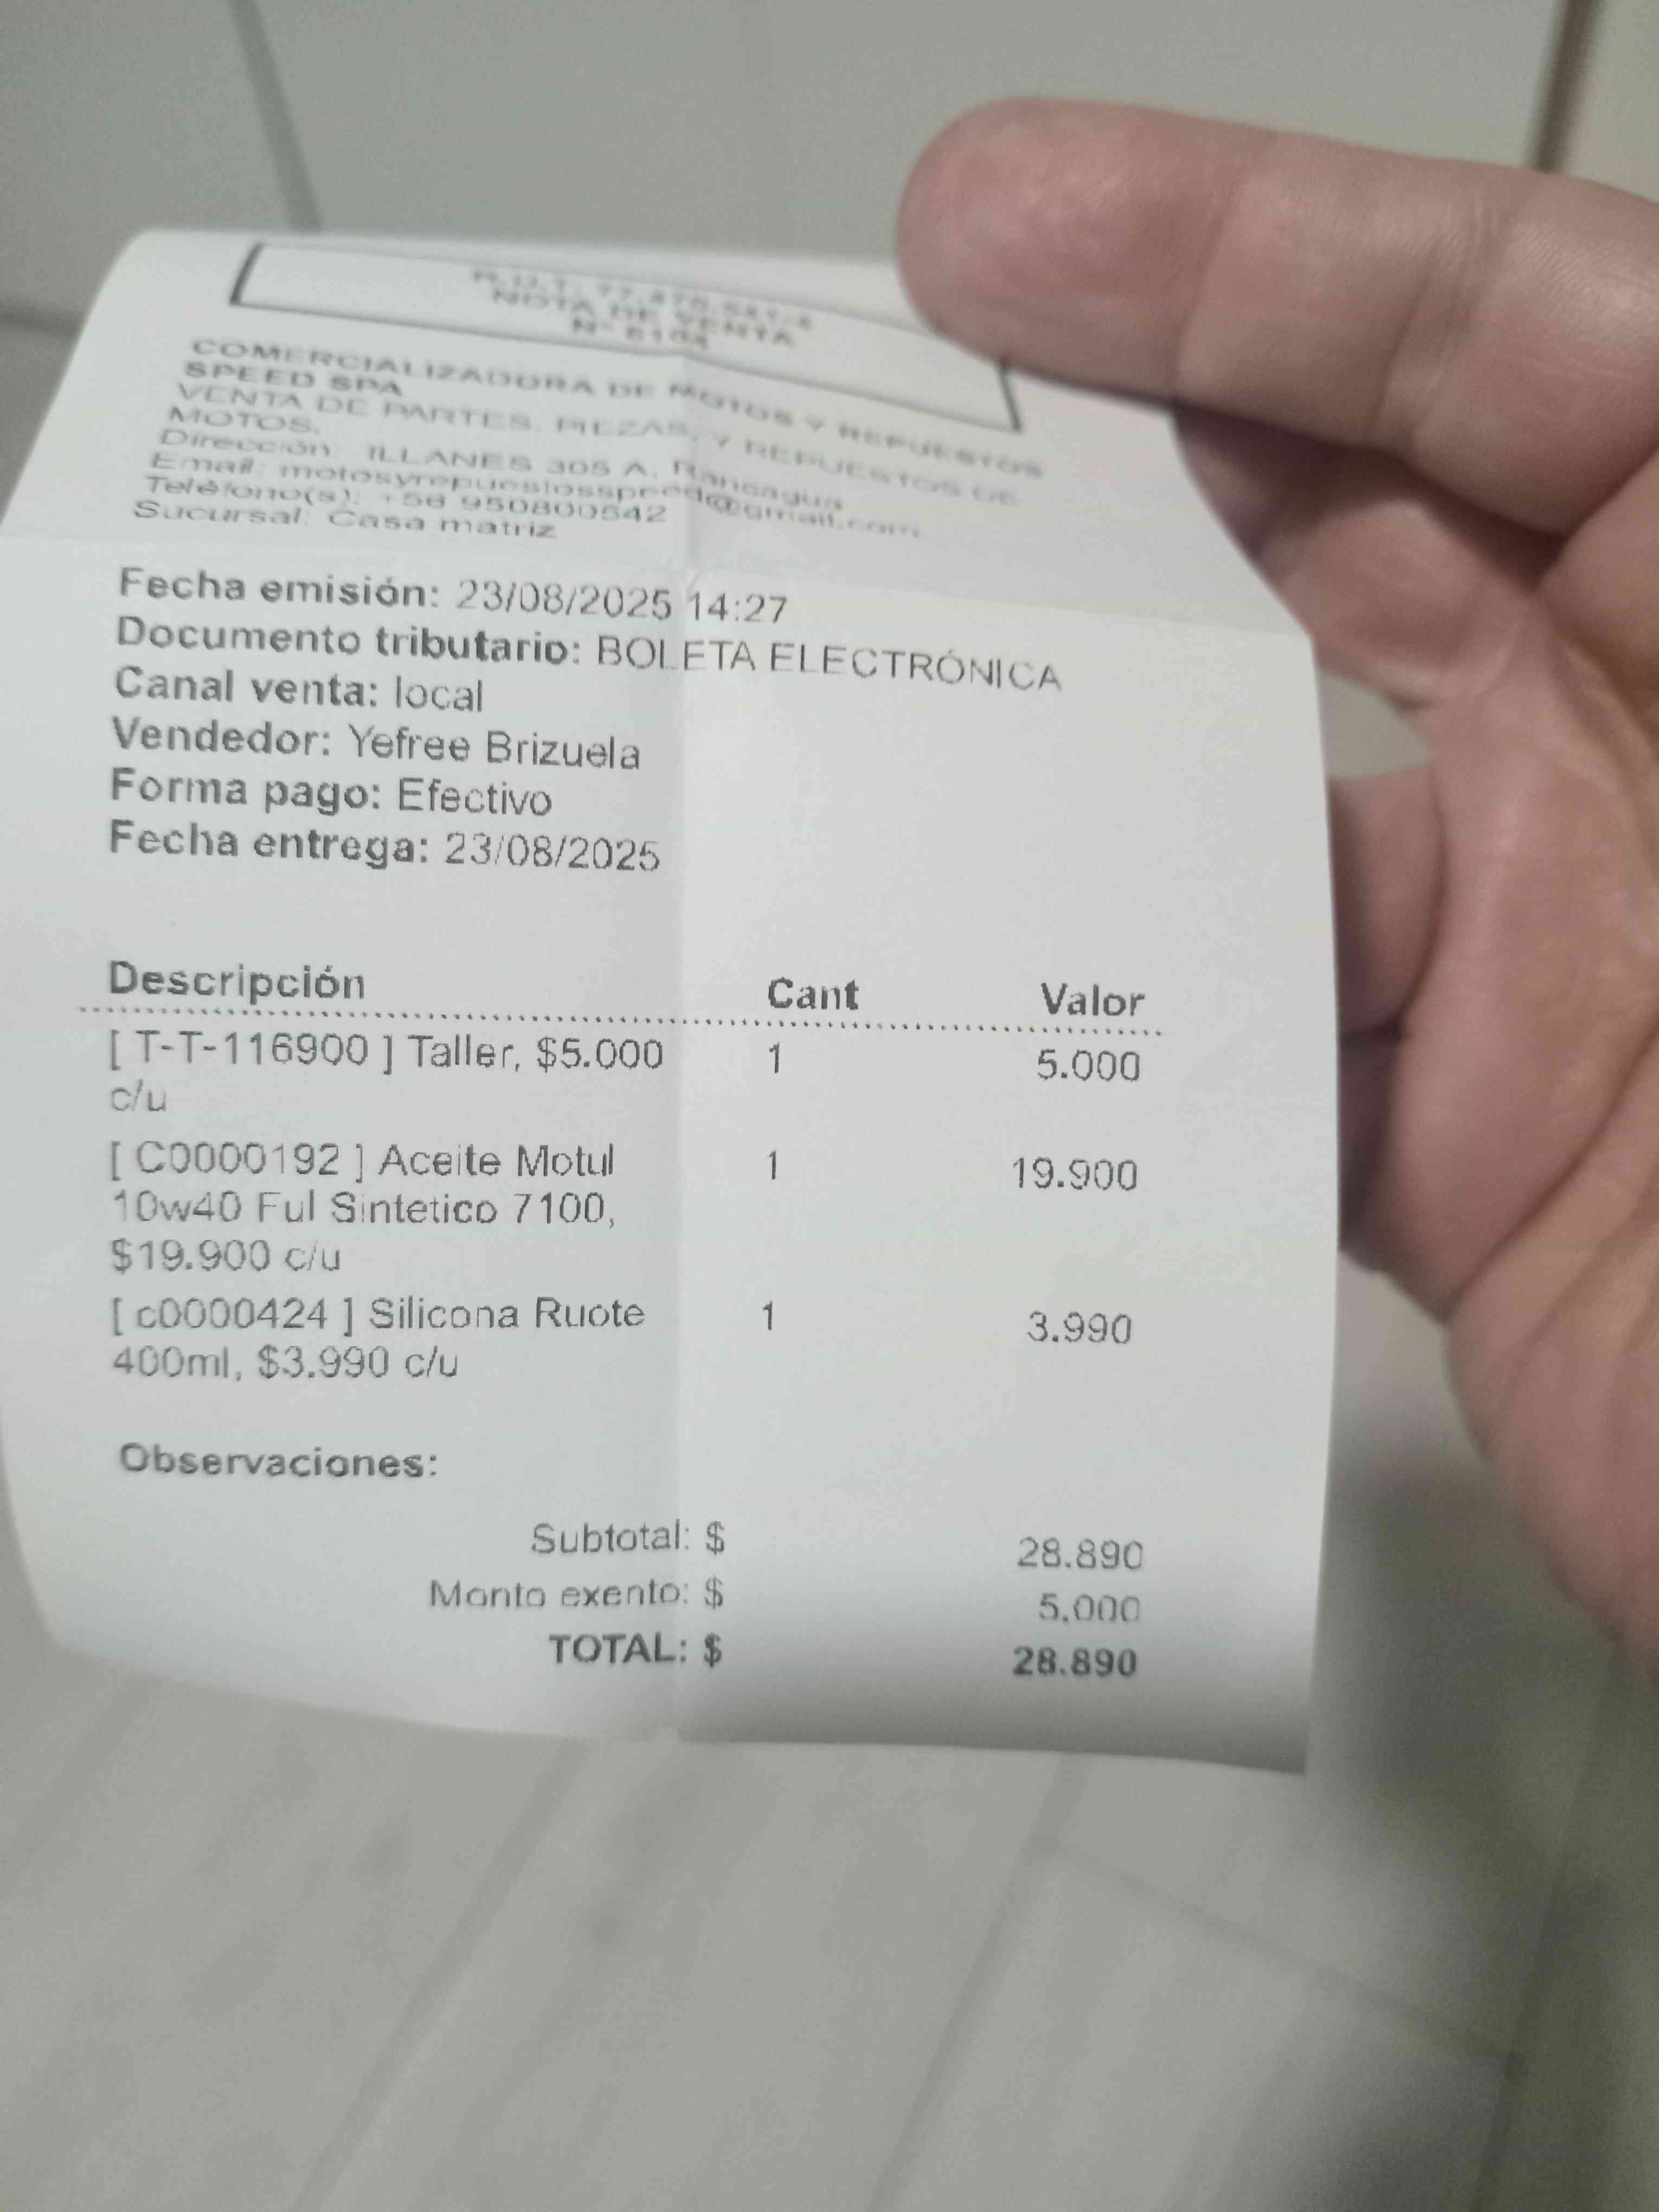 R.U.T.:
NOTA DE VENTA
N°
COMERCIALIZADORA DE MOTOS Y REPUESTOS
SPEED SPA
VENTA DE PARTES, PIEZAS, Y REPUESTOS DE
MOTOS.
Dirección: ILLANES 305 A, Rancagua
Email: motosyrepuestosspeed@gmail.com
Teléfono(s): +56 950800542
Sucursal: Casa matriz
Fecha emisión: 23/08/2025 14:27
Documento tributario: BOLETA ELECTRÓNICA
Canal venta: local
Vendedor: Yefree Brizuela
Forma pago: Efectivo
Fecha entrega: 23/08/2025
Descripción Cant Valor
[ T-T-116900 ] Taller, $5.000 1 5.000
c/u
[ C0000192 ] Aceite Motul 1 19.900
10w40 Ful Sintetico 7100,
$19.900 c/u
[ c0000424 ] Silicona Ruote 1 3.990
400ml, $3.990 c/u
Observaciones:
Subtotal: $ 28.890
Monto exento: $ 5.000
TOTAL: $ 28.890